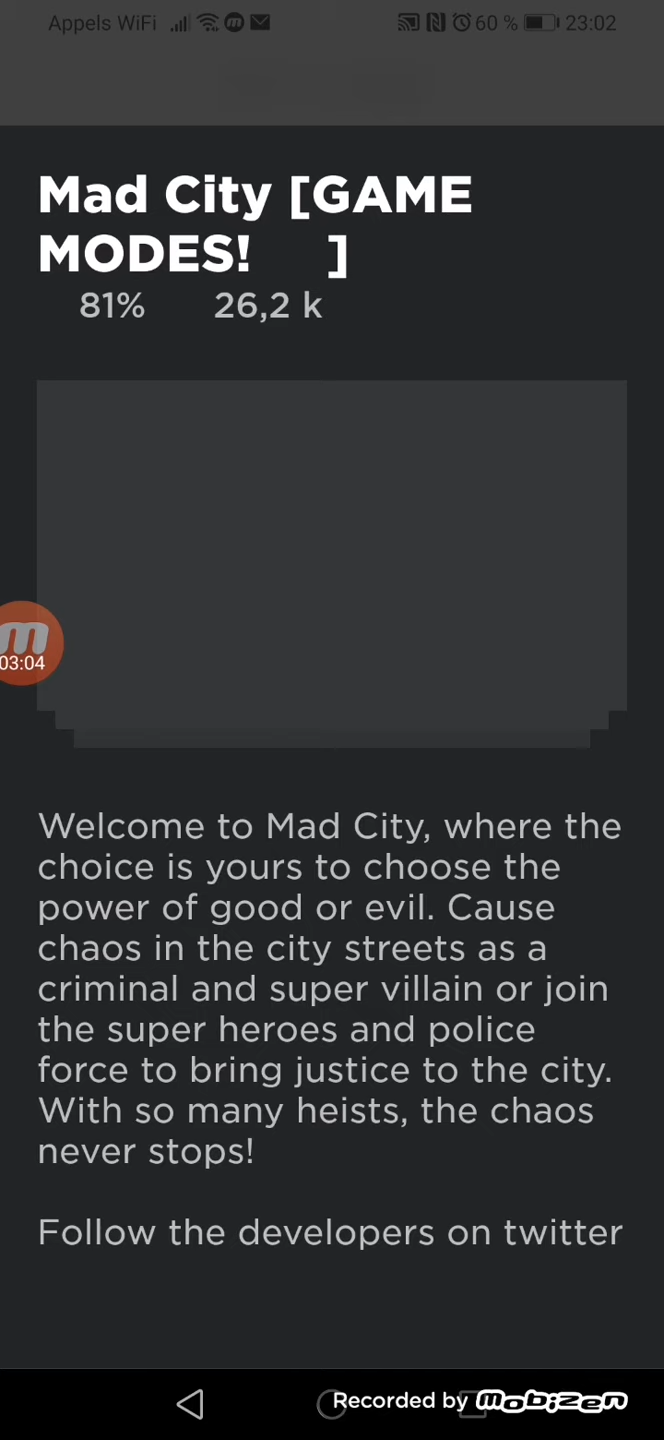 Appels WiFi 60 % 23:02
Mad City [GAME
MODES! ]
81% 26,2 k
m
03:04
Welcome to Mad City, where the
choice is yours to choose the
power of good or evil. Cause
chaos in the city streets as a
criminal and super villain or join
the super heroes and police
force to bring justice to the city.
With so many heists, the chaos
never stops!
Follow the developers on twitter
Recorded by mobizen